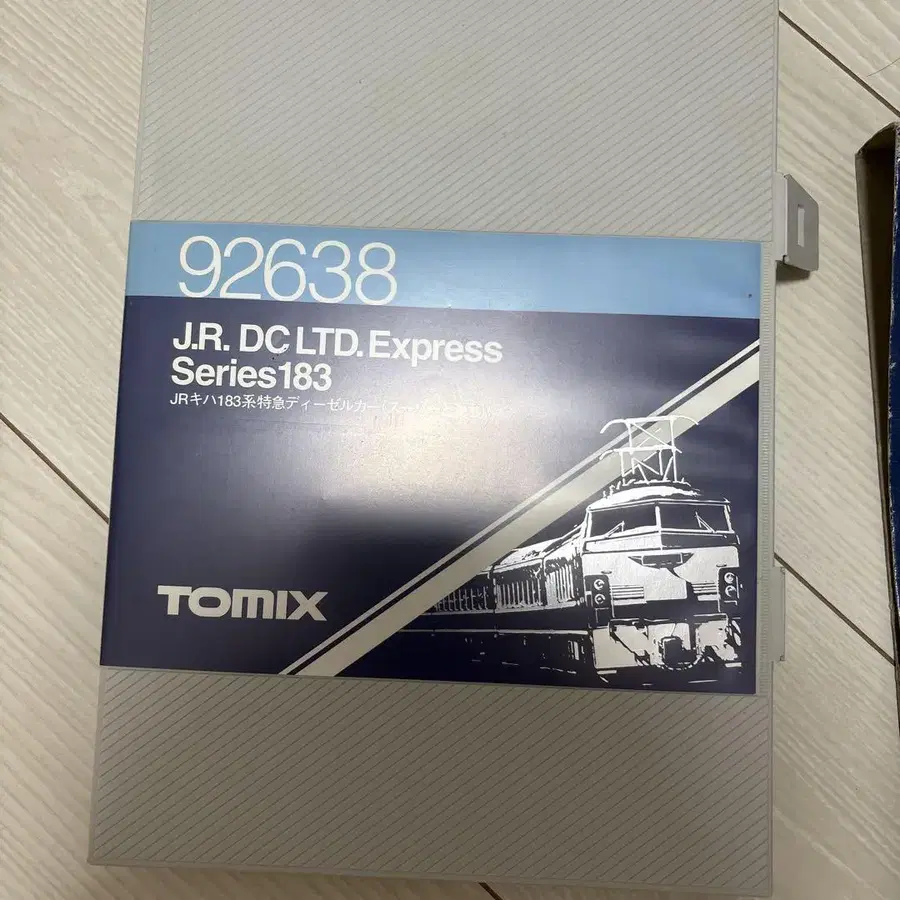 92638
J.R. DC LTD. Express
Series183
JRキハ183系特急ディーゼルカー
TOMIX